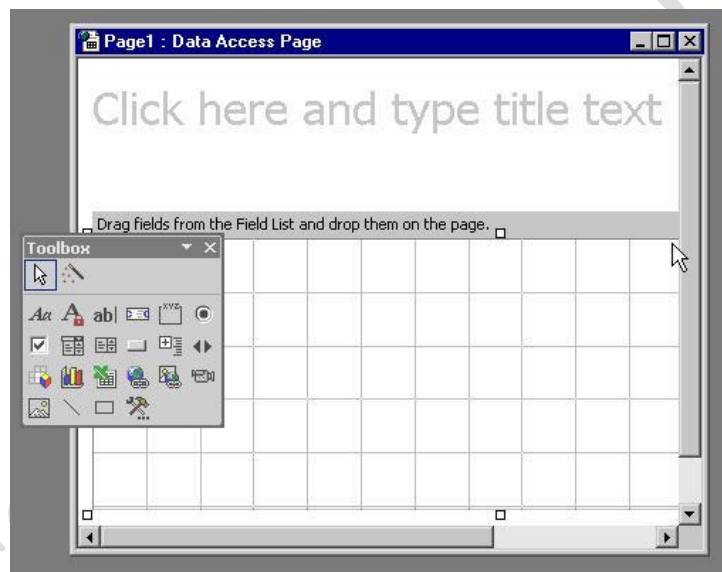 Page1 : Data Access Page
Click here and type title text
Drag fields from the Field List and drop them on the page.
Toolbox
Aa A ab| XYZ